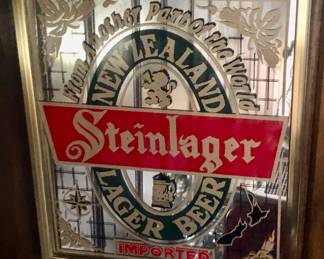 From Another Part of the World
NEW ZEALAND
Steinlager
LAGER BEER
IMPORTED